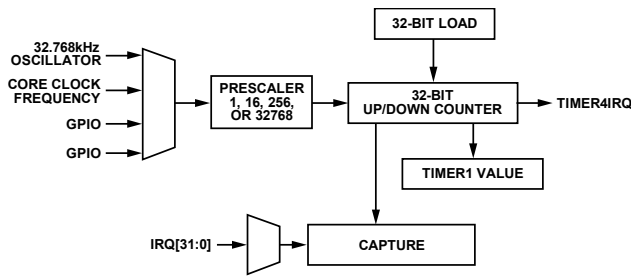 32-BIT LOAD
32.768kHz
OSCILLATOR
CORE CLOCK
FREQUENCY
GPIO
GPIO
PRESCALER
1, 16, 256,
OR 32768
32-BIT
UP/DOWN COUNTER
TIMER4IRQ
TIMER1 VALUE
IRQ[31:0]
CAPTURE